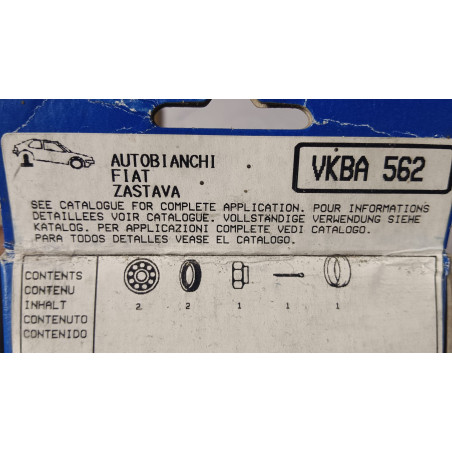 AUTOBIANCHI
FIAT
ZASTAVA
VKBA 562
SEE CATALOGUE FOR COMPLETE APPLICATION. POUR INFORMATIONS
DETAILLEES VOIR CATALOGUE. VOLLSTÄNDIGE VERWENDUNG SIEHE
KATALOG. PER APPLICAZIONI COMPLETE VEDI CATALOGO.
PARA TODOS DETALLES VEASE EL CATALOGO.
CONTENTS
CONTENU
INHALT
CONTENUTO
CONTENIDO
2 2 1 1 1